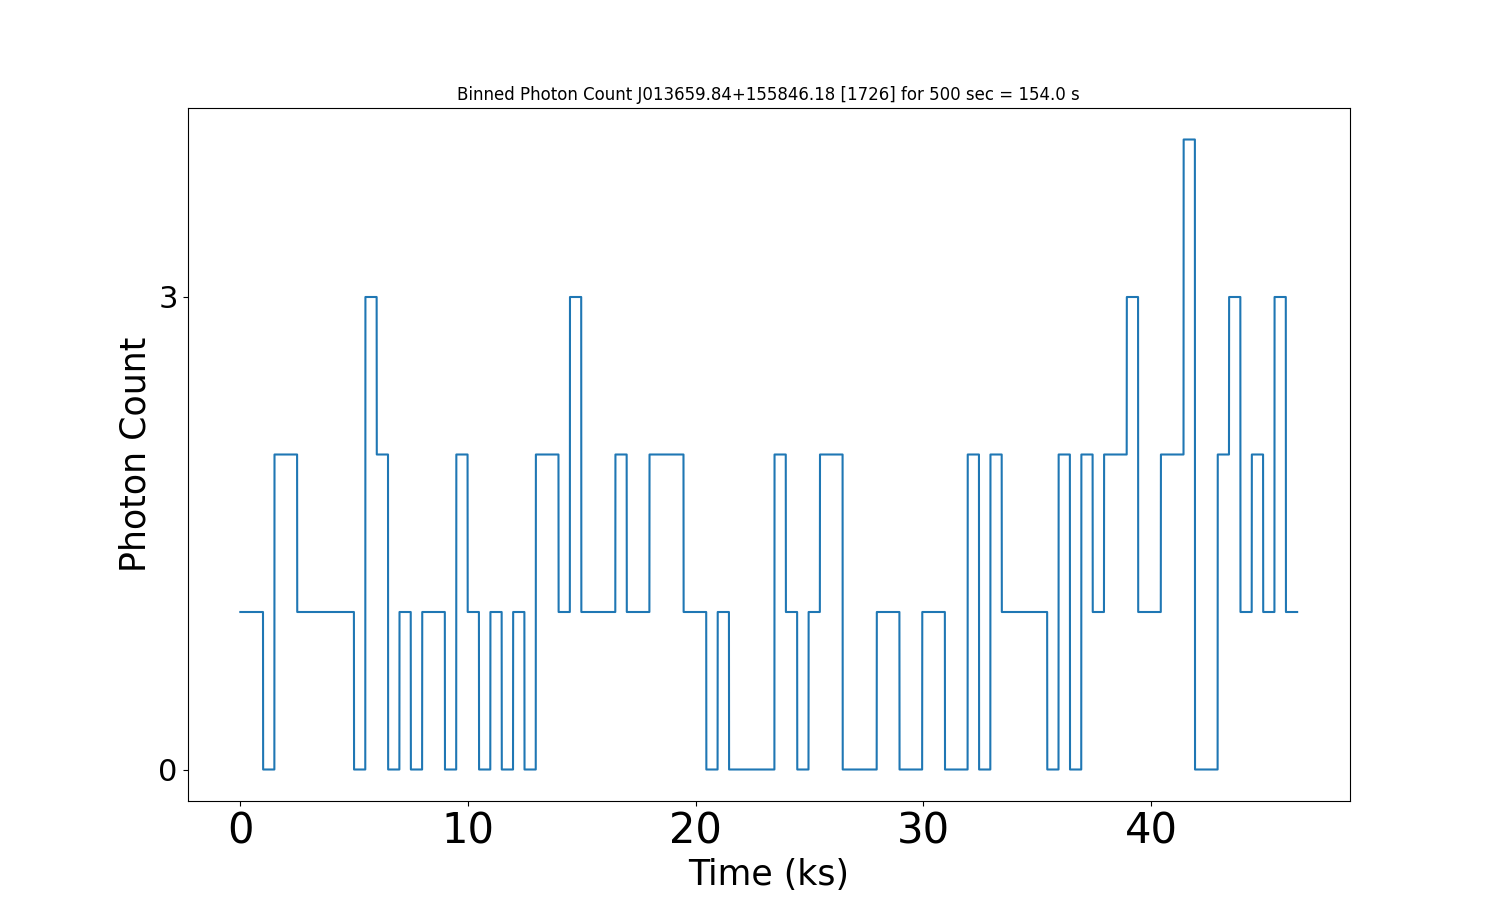 Binned Photon Count J013659.84+155846.18 [1726] for 500 sec = 154.0 s
Photon Count
3
0
0 10 20 30 40
Time (ks)